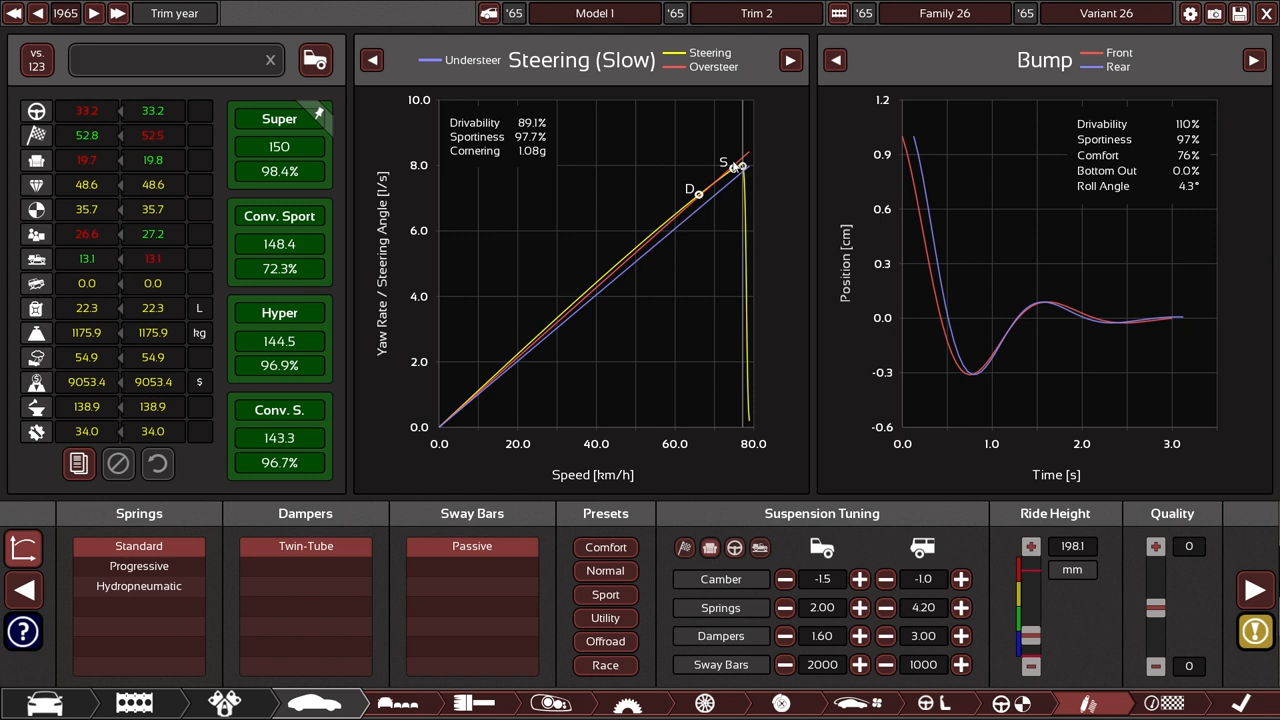 1965
Trim year
'65
Model 1
'65
Trim 2
'65
Family 26
'65
Variant 26
vs.
123
x
33.2 33.2
52.8 52.5
19.7 19.8
48.6 48.6
35.7 35.7
26.6 27.2
13.1 13.1
0.0 0.0
22.3 22.3 L
1175.9 1175.9 kg
54.9 54.9
9053.4 9053.4 $
138.9 138.9
34.0 34.0
Super
150
98.4%
Conv. Sport
148.4
72.3%
Hyper
144.5
96.9%
Conv. S.
143.3
96.7%
Understeer
Steering (Slow)
Steering
Oversteer
10.0
8.0
6.0
4.0
2.0
0.0
Yaw Rate / Steering Angle [1/s]
Drivability 89.1%
Sportiness 97.7%
Cornering 1.08g
D
S
0.0 20.0 40.0 60.0 80.0
Speed [km/h]
Bump
Front
Rear
1.2
0.9
0.6
0.3
0.0
-0.3
-0.6
Position [cm]
Drivability 110%
Sportiness 97%
Comfort 76%
Bottom Out 0.0%
Roll Angle 4.3°
0.0 1.0 2.0 3.0
Time [s]
Springs
Standard
Progressive
Hydropneumatic
Dampers
Twin-Tube
Sway Bars
Passive
Presets
Comfort
Normal
Sport
Utility
Offroad
Race
Suspension Tuning
Camber -1.5 -1.0
Springs 2.00 4.20
Dampers 1.60 3.00
Sway Bars 2000 1000
Ride Height
198.1
mm
Quality
0
0
?